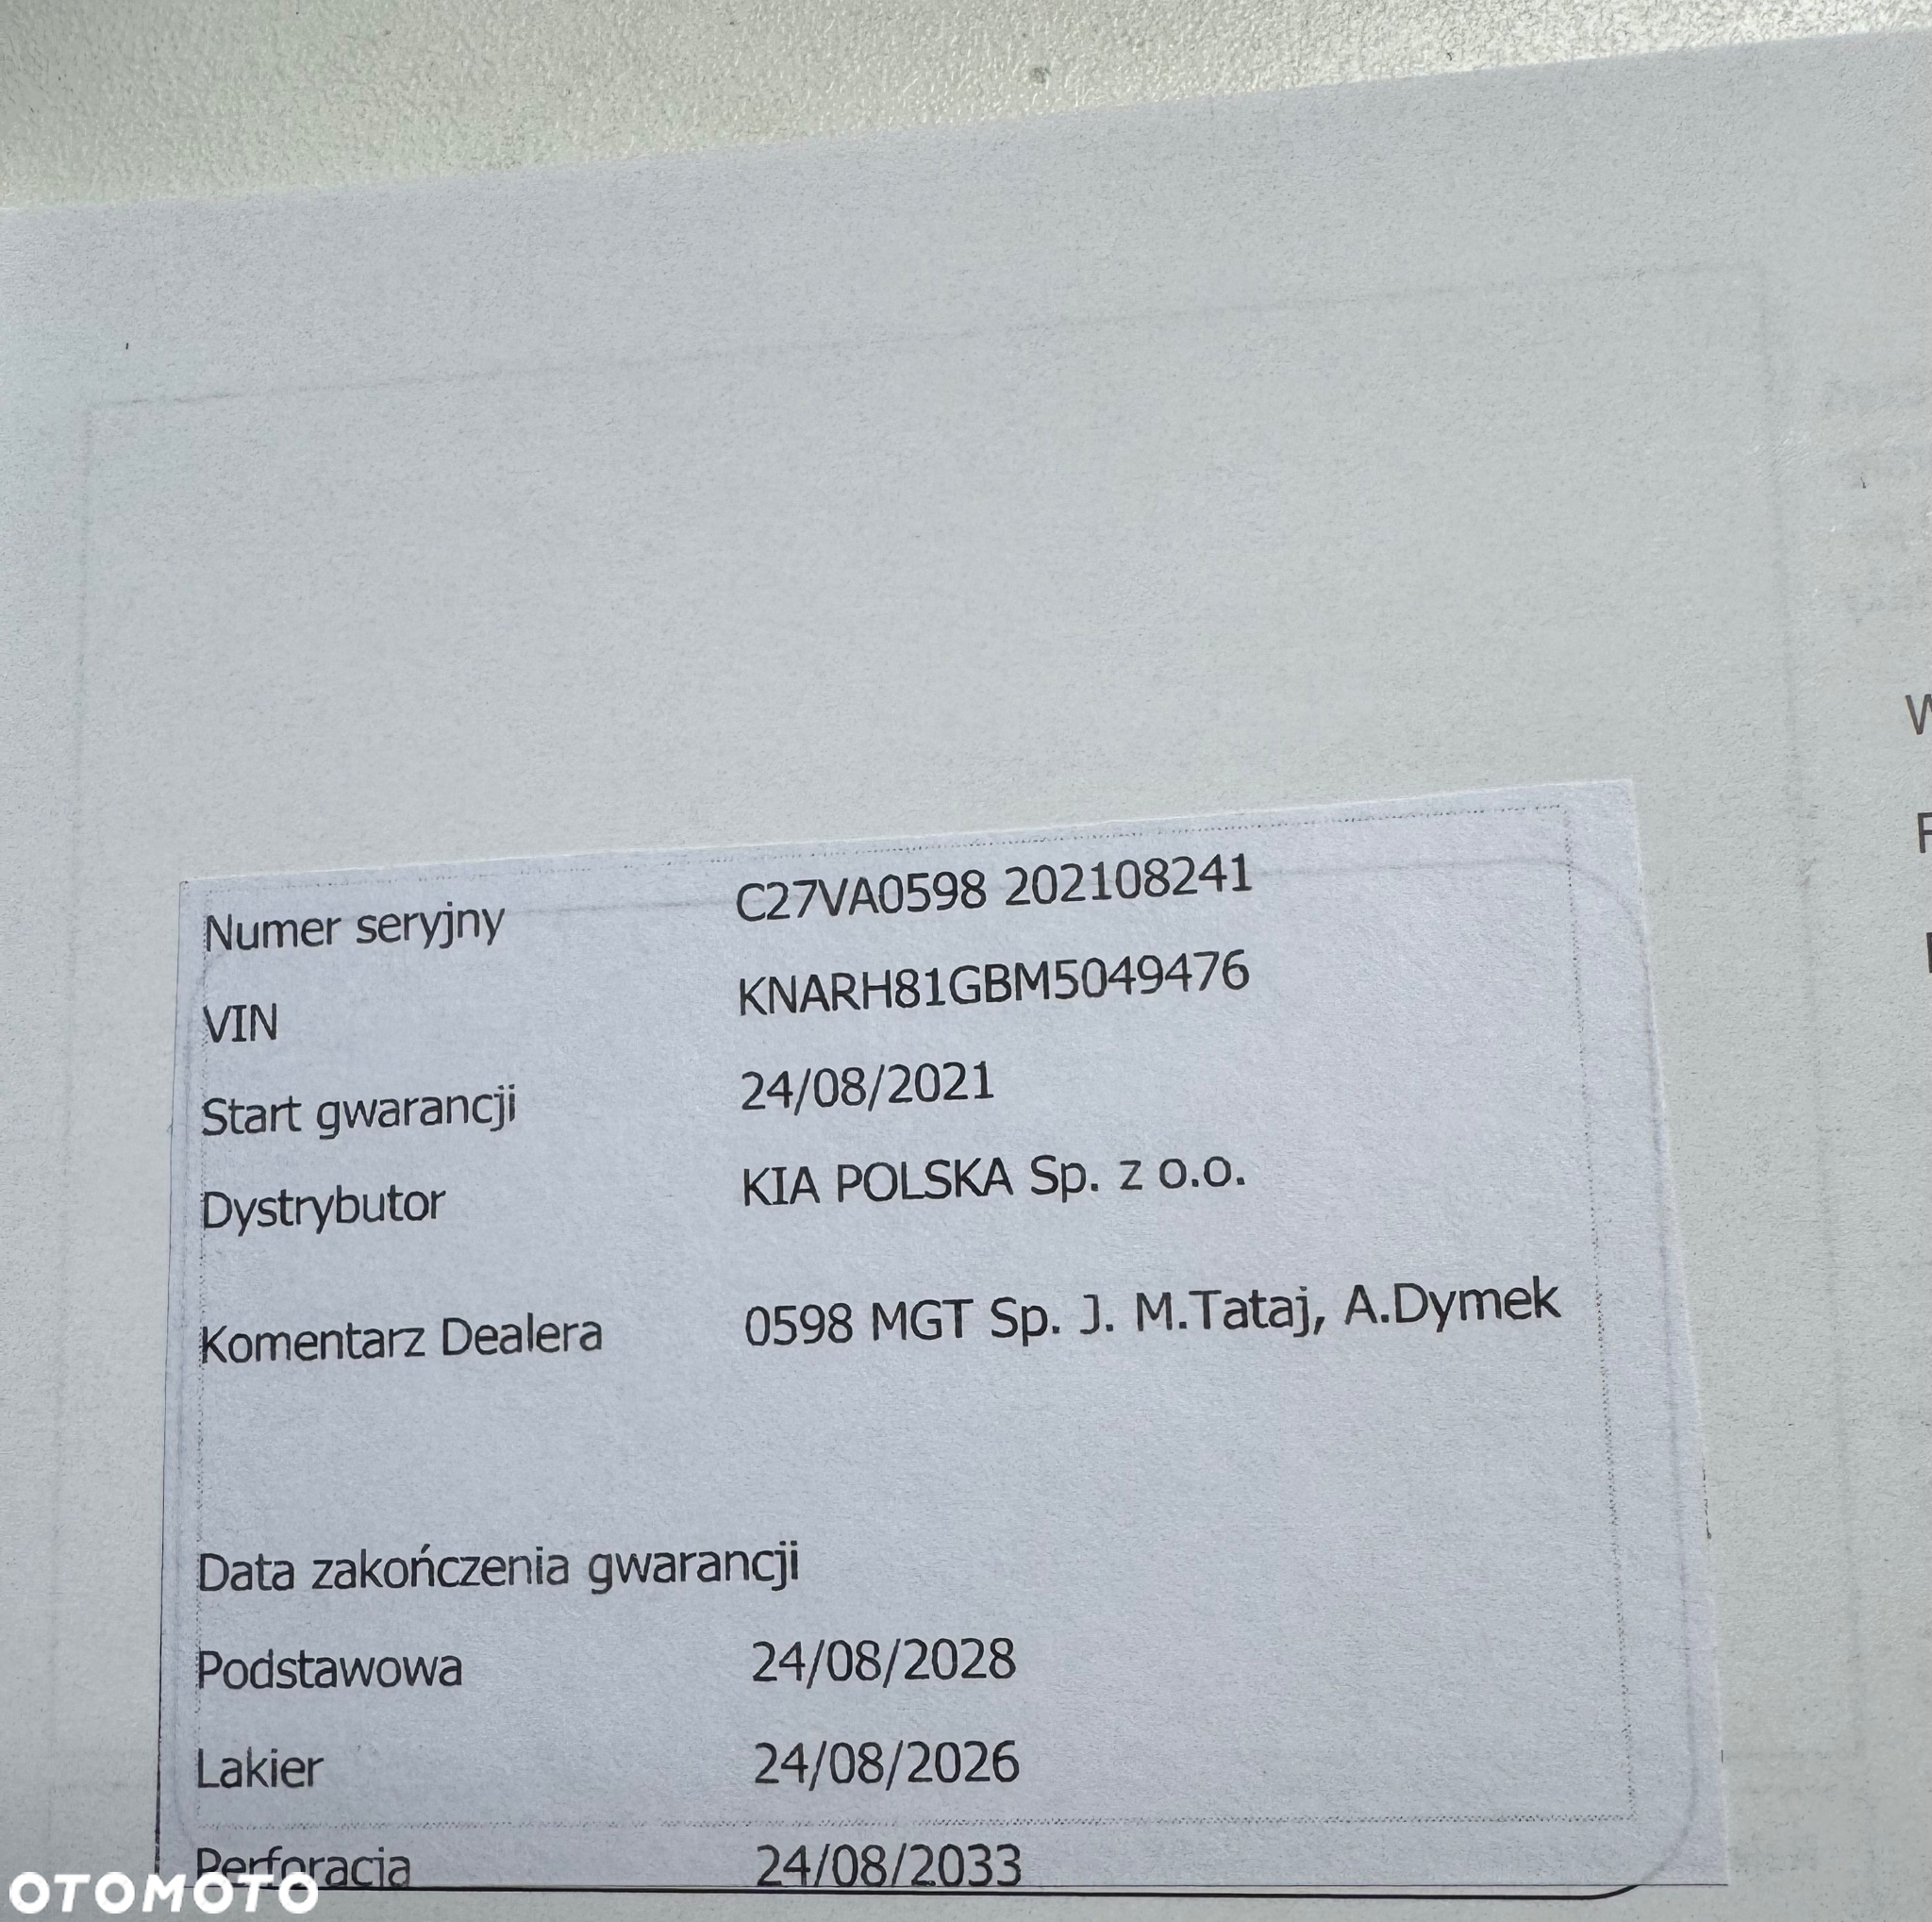 Numer seryjny C27VA0598 202108241
VIN KNARH81GBM5049476
Start gwarancji 24/08/2021
Dystrybutor KIA POLSKA Sp. z o.o.
Komentarz Dealera 0598 MGT Sp. J. M.Tataj, A.Dymek
Data zakończenia gwarancji
Podstawowa 24/08/2028
Lakier 24/08/2026
Perforacja 24/08/2033
OTOMOTO